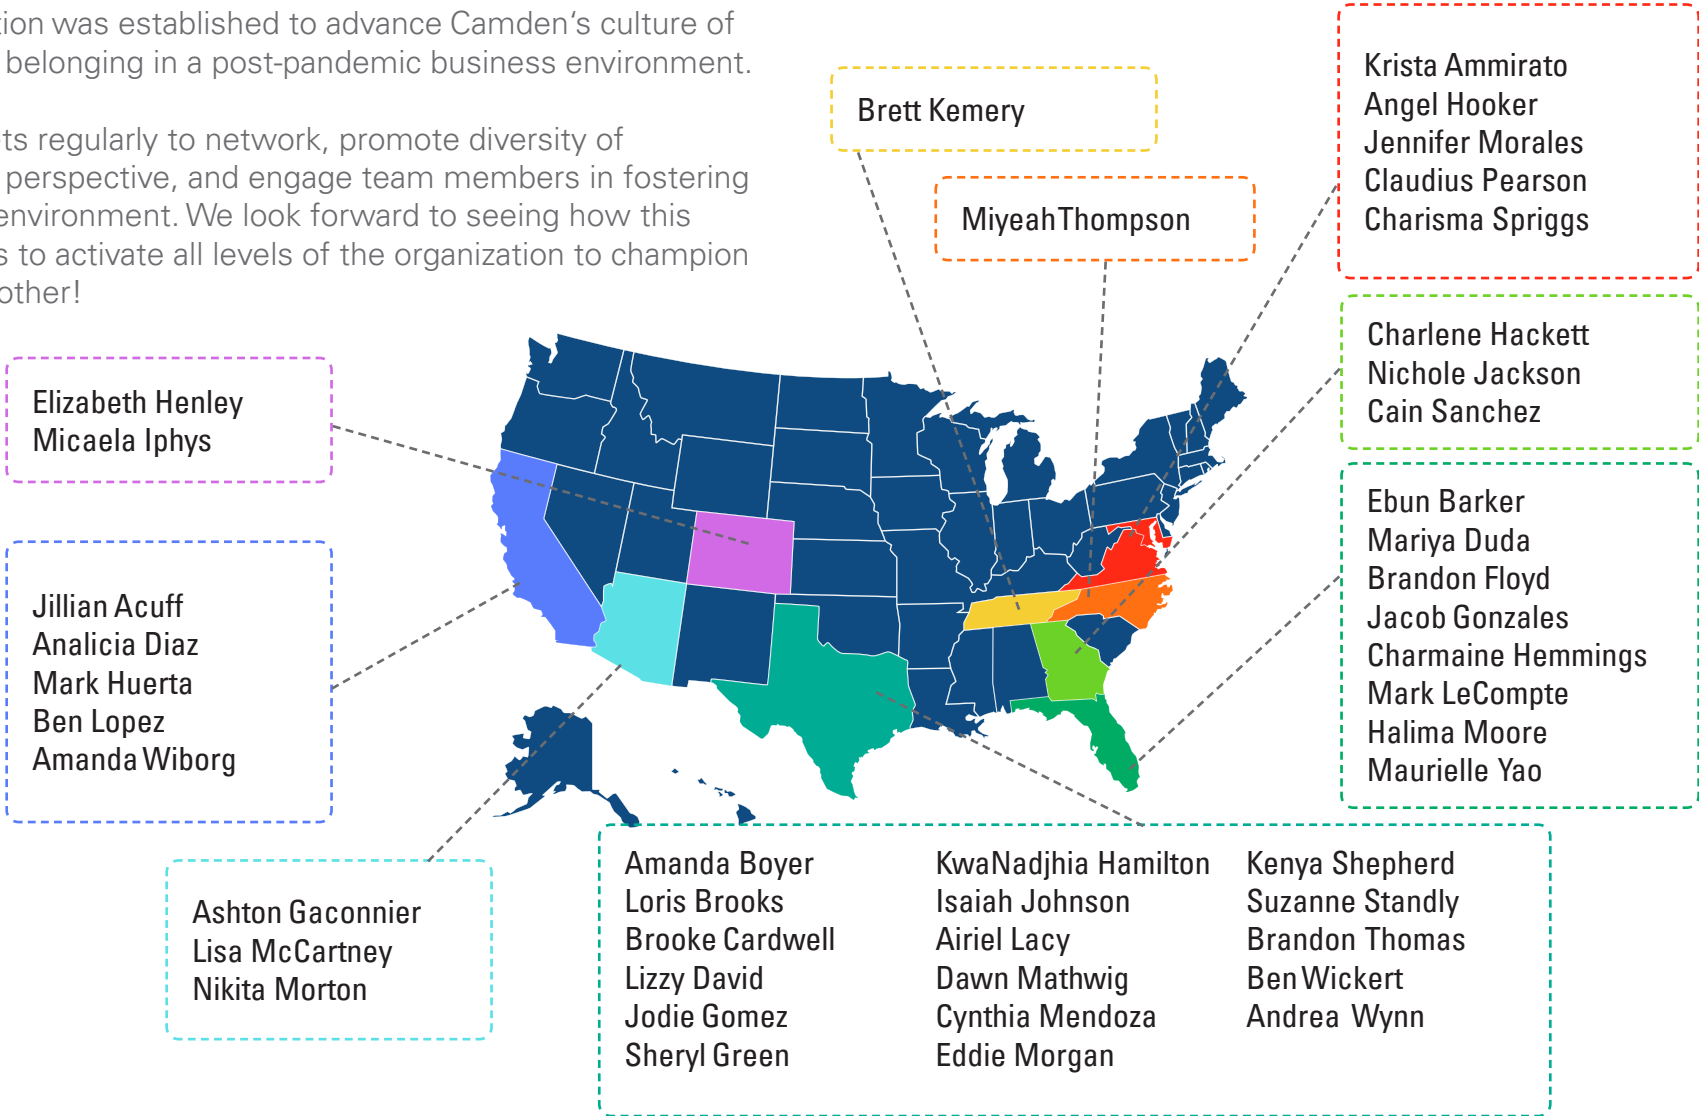 tion was established to advance Camden‘s culture of
belonging in a post-pandemic business environment.
ts regularly to network, promote diversity of
perspective, and engage team members in fostering
environment. We look forward to seeing how this
s to activate all levels of the organization to champion
other!
Brett Kemery
Miyeah Thompson
Krista Ammirato
Angel Hooker
Jennifer Morales
Claudius Pearson
Charisma Spriggs
Charlene Hackett
Nichole Jackson
Cain Sanchez
Elizabeth Henley
Micaela Iphys
Ebun Barker
Mariya Duda
Brandon Floyd
Jacob Gonzales
Charmaine Hemmings
Mark LeCompte
Halima Moore
Maurielle Yao
Jillian Acuff
Analicia Diaz
Mark Huerta
Ben Lopez
Amanda Wiborg
Ashton Gaconnier
Lisa McCartney
Nikita Morton
Amanda Boyer
Loris Brooks
Brooke Cardwell
Lizzy David
Jodie Gomez
Sheryl Green
KwaNadjhia Hamilton
Isaiah Johnson
Airiel Lacy
Dawn Mathwig
Cynthia Mendoza
Eddie Morgan
Kenya Shepherd
Suzanne Standly
Brandon Thomas
Ben Wickert
Andrea Wynn